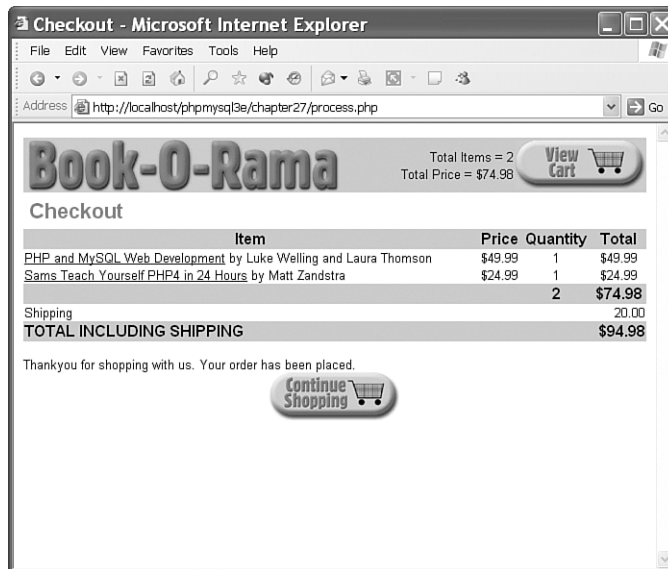 Checkout - Microsoft Internet Explorer
File Edit View Favorites Tools Help
Address http://localhost/phpmysql3e/chapter27/process.php Go
Book-O-Rama
Total Items = 2
Total Price = $74.98
View
Cart
Checkout
Item Price Quantity Total
PHP and MySQL Web Development by Luke Welling and Laura Thomson $49.99 1 $49.99
Sams Teach Yourself PHP4 in 24 Hours by Matt Zandstra $24.99 1 $24.99
2 $74.98
Shipping 20.00
TOTAL INCLUDING SHIPPING $94.98
Thankyou for shopping with us. Your order has been placed.
Continue
Shopping